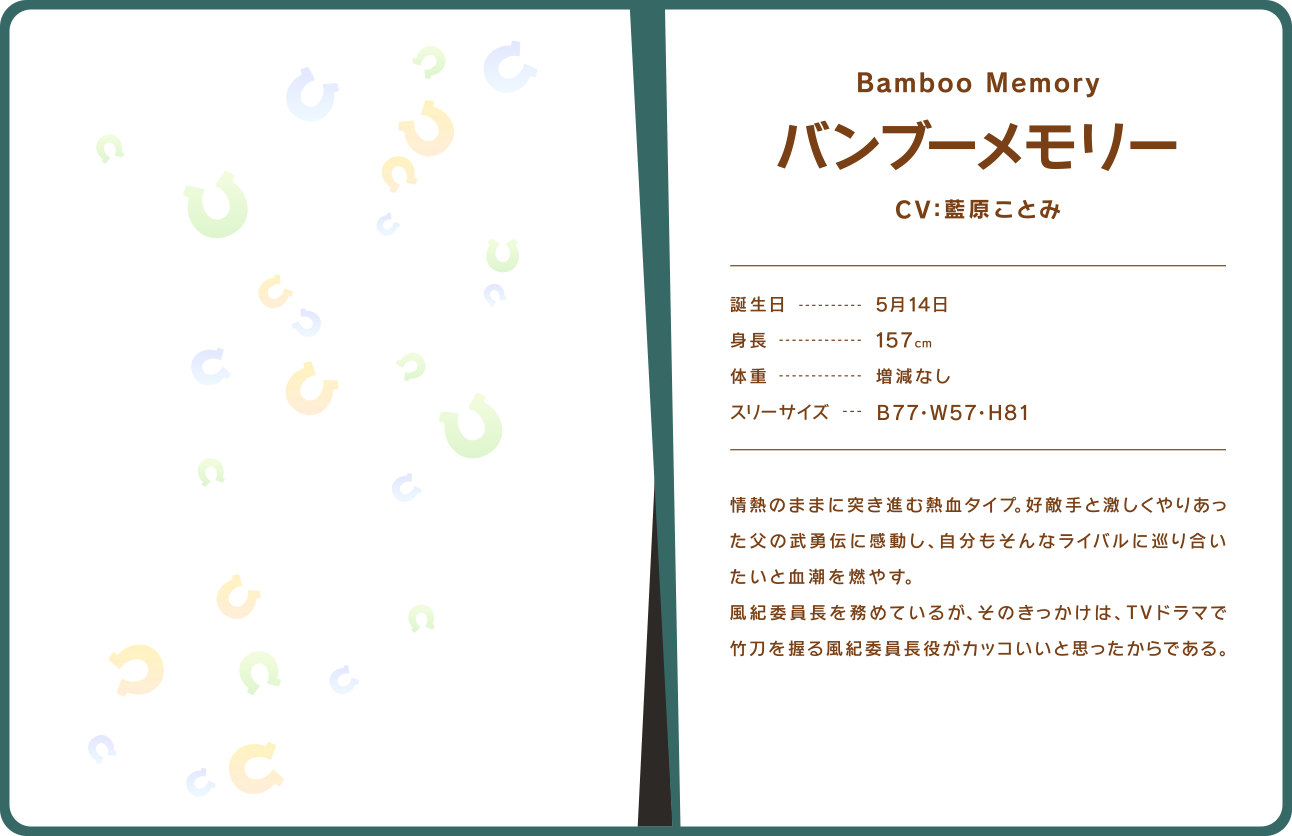 Bamboo Memory
バンブーメモリー
CV:藍原ことみ
誕生日 ---------- 5月14日
身長 ------------- 157cm
体重 ------------- 増減なし
スリーサイズ --- B77・W57・H81
情熱のままに突き進む熱血タイプ。好敵手と激しくやりあっ
た父の武勇伝に感動し、自分もそんなライバルに巡り合い
たいと血潮を燃やす。
風紀委員長を務めているが、そのきっかけは、TVドラマで
竹刀を握る風紀委員長役がカッコいいと思ったからである。